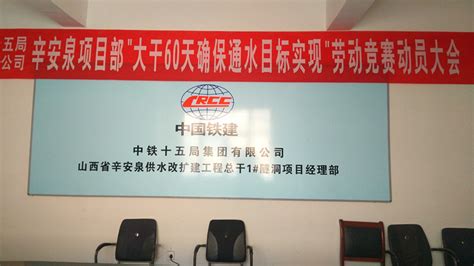 五局
公司
辛安泉项目部"大干60天确保通水目标实现"劳动竞赛动员大会
CRCC
中国铁建
中铁十五局集团有限公司
山西省辛安泉供水改扩建工程总干1#隧洞项目经理部